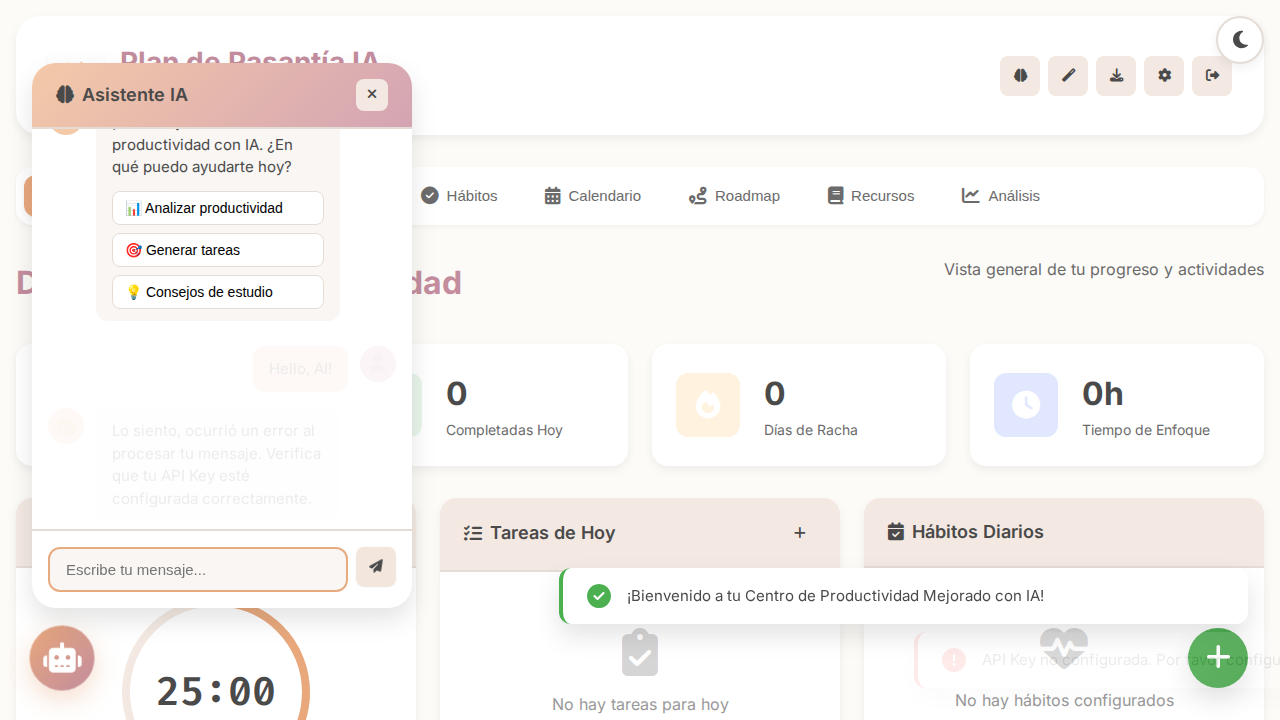 Plan de Pasantía IA
Asistente IA
productividad con IA. ¿En
qué puedo ayudarte hoy?
Analizar productividad
Generar tareas
Consejos de estudio
Hello, AI!
Lo siento, ocurrió un error al
procesar tu mensaje. Verifica
que tu API Key esté
configurada correctamente.
Escribe tu mensaje...
Hábitos
Calendario
Roadmap
Recursos
Análisis
Vista general de tu progreso y actividades
0
Completadas Hoy
0
Días de Racha
0h
Tiempo de Enfoque
Tareas de Hoy
Hábitos Diarios
¡Bienvenido a tu Centro de Productividad Mejorado con IA!
API Key no configurada. Por favor
25:00
No hay tareas para hoy
No hay hábitos configurados